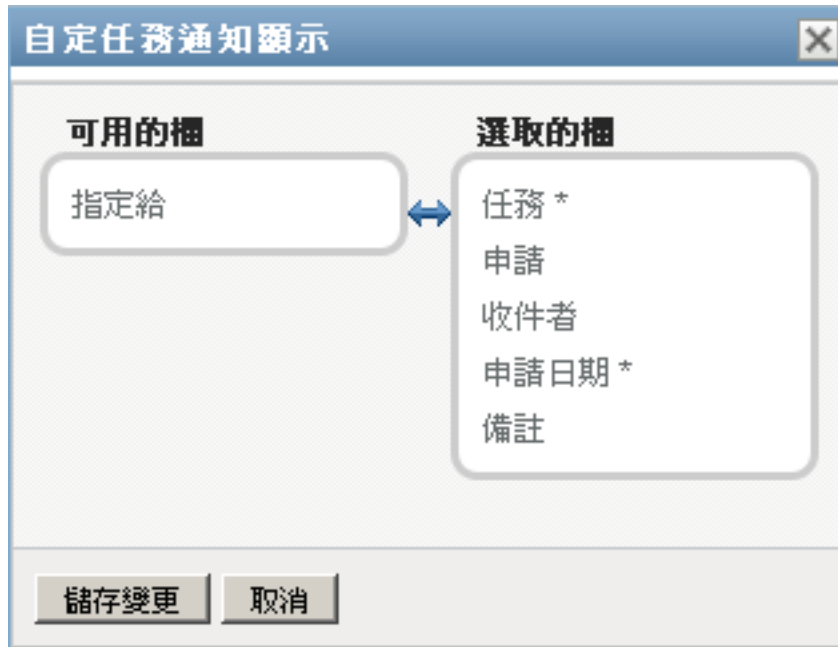 自定任務通知顯示
可用的欄
選取的欄
指定給
任務 *
申請
收件者
申請日期 *
備註
儲存變更
取消